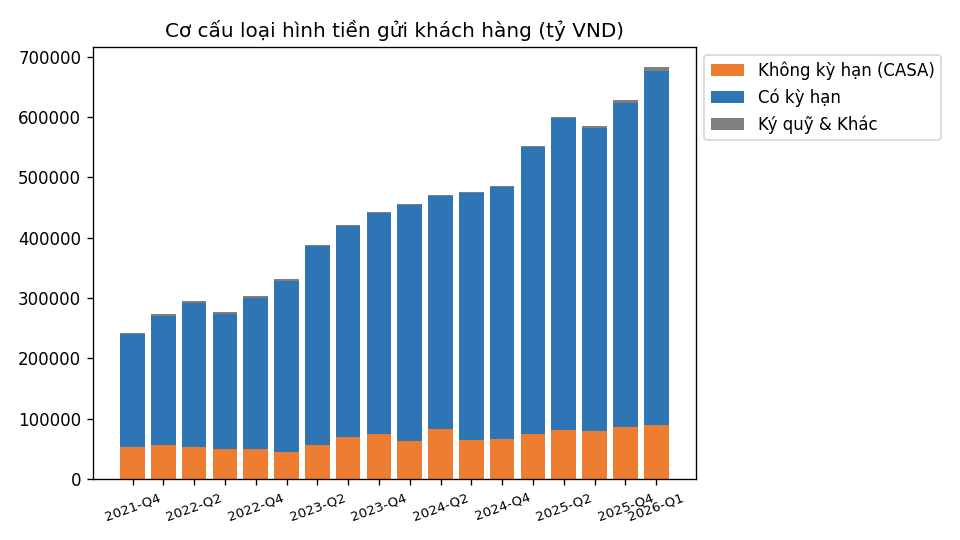 Cơ cấu loại hình tiền gửi khách hàng (tỷ VND)
700000
600000
500000
400000
300000
200000
100000
0
Không kỳ hạn (CASA)
Có kỳ hạn
Ký quỹ & Khác
2021-Q4
2022-Q2
2022-Q4
2023-Q2
2023-Q4
2024-Q2
2024-Q4
2025-Q2
2025-Q4
2026-Q1